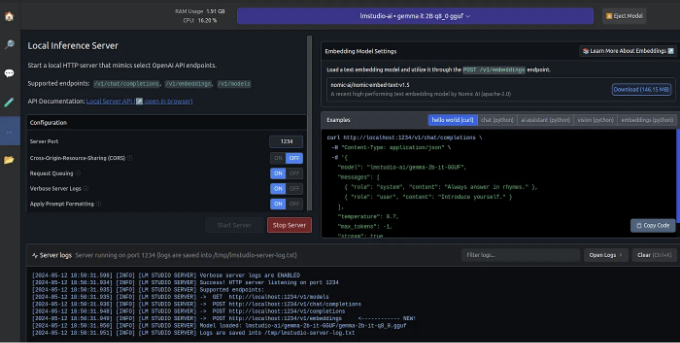 RAM Usage 1.91 GB
CPU 16.20 %
lmstudio-ai • gemma it 2B q8_0 gguf
Eject Model
Local Inference Server
Start a local HTTP server that mimics select OpenAI API endpoints.
Supported endpoints: /v1/chat/completions, /v1/embeddings, /v1/models
API Documentation: Local Server API (open in browser)
Configuration
Server Port 1234
Cross-Origin-Resource-Sharing (CORS) ON OFF
Request Queuing ON OFF
Verbose Server Logs ON OFF
Apply Prompt Formatting ON OFF
Start Server Stop Server
Embedding Model Settings
Learn More About Embeddings
Load a text embedding model and utilize it through the POST /v1/embeddings endpoint.
nomic-ai/nomic-embed-text-v1.5
A recent high-performing text embedding model by Nomic AI (apache-2.0)
Download (146.15 MB)
Examples hello world (curl) chat (python) ai assistant (python) vision (python) embeddings (python)
curl http://localhost:1234/v1/chat/completions \
-H "Content-Type: application/json" \
-d '{
"model": "lmstudio-ai/gemma-2b-it-GGUF",
"messages": [
{ "role": "system", "content": "Always answer in rhymes." },
{ "role": "user", "content": "Introduce yourself." }
],
"temperature": 0.7,
"max_tokens": -1,
"stream": true
Copy Code
Server logs Server running on port 1234 (logs are saved into /tmp/lmstudio-server-log.txt)
Filter logs... Open Logs Clear (Ctrl+K)
[2024-05-12 18:50:31.598] [INFO] [LM STUDIO SERVER] Verbose server logs are ENABLED
[2024-05-12 18:50:31.934] [INFO] [LM STUDIO SERVER] Success! HTTP server listening on port 1234
[2024-05-12 18:50:31.935] [INFO] [LM STUDIO SERVER] Supported endpoints:
[2024-05-12 18:50:31.935] [INFO] [LM STUDIO SERVER] -> GET http://localhost:1234/v1/models
[2024-05-12 18:50:31.936] [INFO] [LM STUDIO SERVER] -> POST http://localhost:1234/v1/chat/completions
[2024-05-12 18:50:31.948] [INFO] [LM STUDIO SERVER] -> POST http://localhost:1234/v1/completions
[2024-05-12 18:50:31.949] [INFO] [LM STUDIO SERVER] -> POST http://localhost:1234/v1/embeddings <------------ NEW!
[2024-05-12 18:50:31.950] [INFO] [LM STUDIO SERVER] Model loaded: lmstudio-ai/gemma-2b-it-GGUF/gemma-2b-it-q8_0.gguf
[2024-05-12 18:50:31.951] [INFO] [LM STUDIO SERVER] Logs are saved into /tmp/lmstudio-server-log.txt